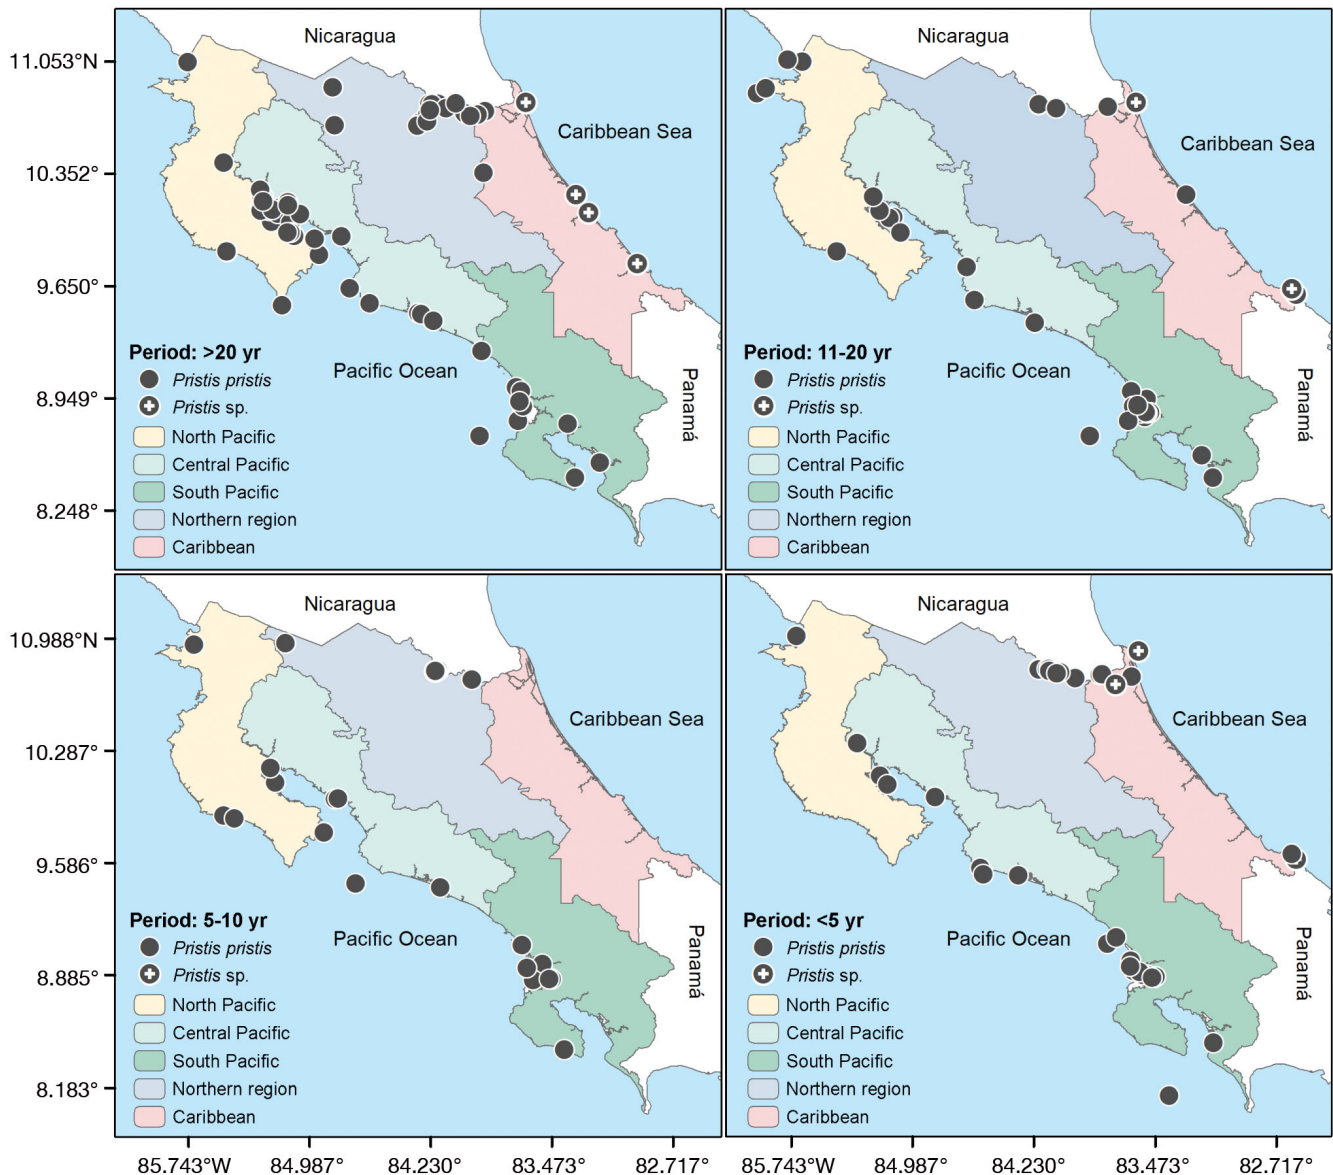 Nicaragua
Caribbean Sea
Pacific Ocean
Panamá
Period: >20 yr
Pristis pristis
Pristis sp.
North Pacific
Central Pacific
South Pacific
Northern region
Caribbean
Nicaragua
Caribbean Sea
Pacific Ocean
Panamá
Period: 11-20 yr
Pristis pristis
Pristis sp.
North Pacific
Central Pacific
South Pacific
Northern region
Caribbean
11.053°N
10.352°
9.650°
8.949°
8.248°
Nicaragua
Caribbean Sea
Pacific Ocean
Panamá
Period: 5-10 yr
Pristis pristis
Pristis sp.
North Pacific
Central Pacific
South Pacific
Northern region
Caribbean
Nicaragua
Caribbean Sea
Pacific Ocean
Panamá
Period: <5 yr
Pristis pristis
Pristis sp.
North Pacific
Central Pacific
South Pacific
Northern region
Caribbean
10.988°N
10.287°
9.586°
8.885°
8.183°
85.743°W 84.987° 84.230° 83.473° 82.717° 85.743°W 84.987° 84.230° 83.473° 82.717°